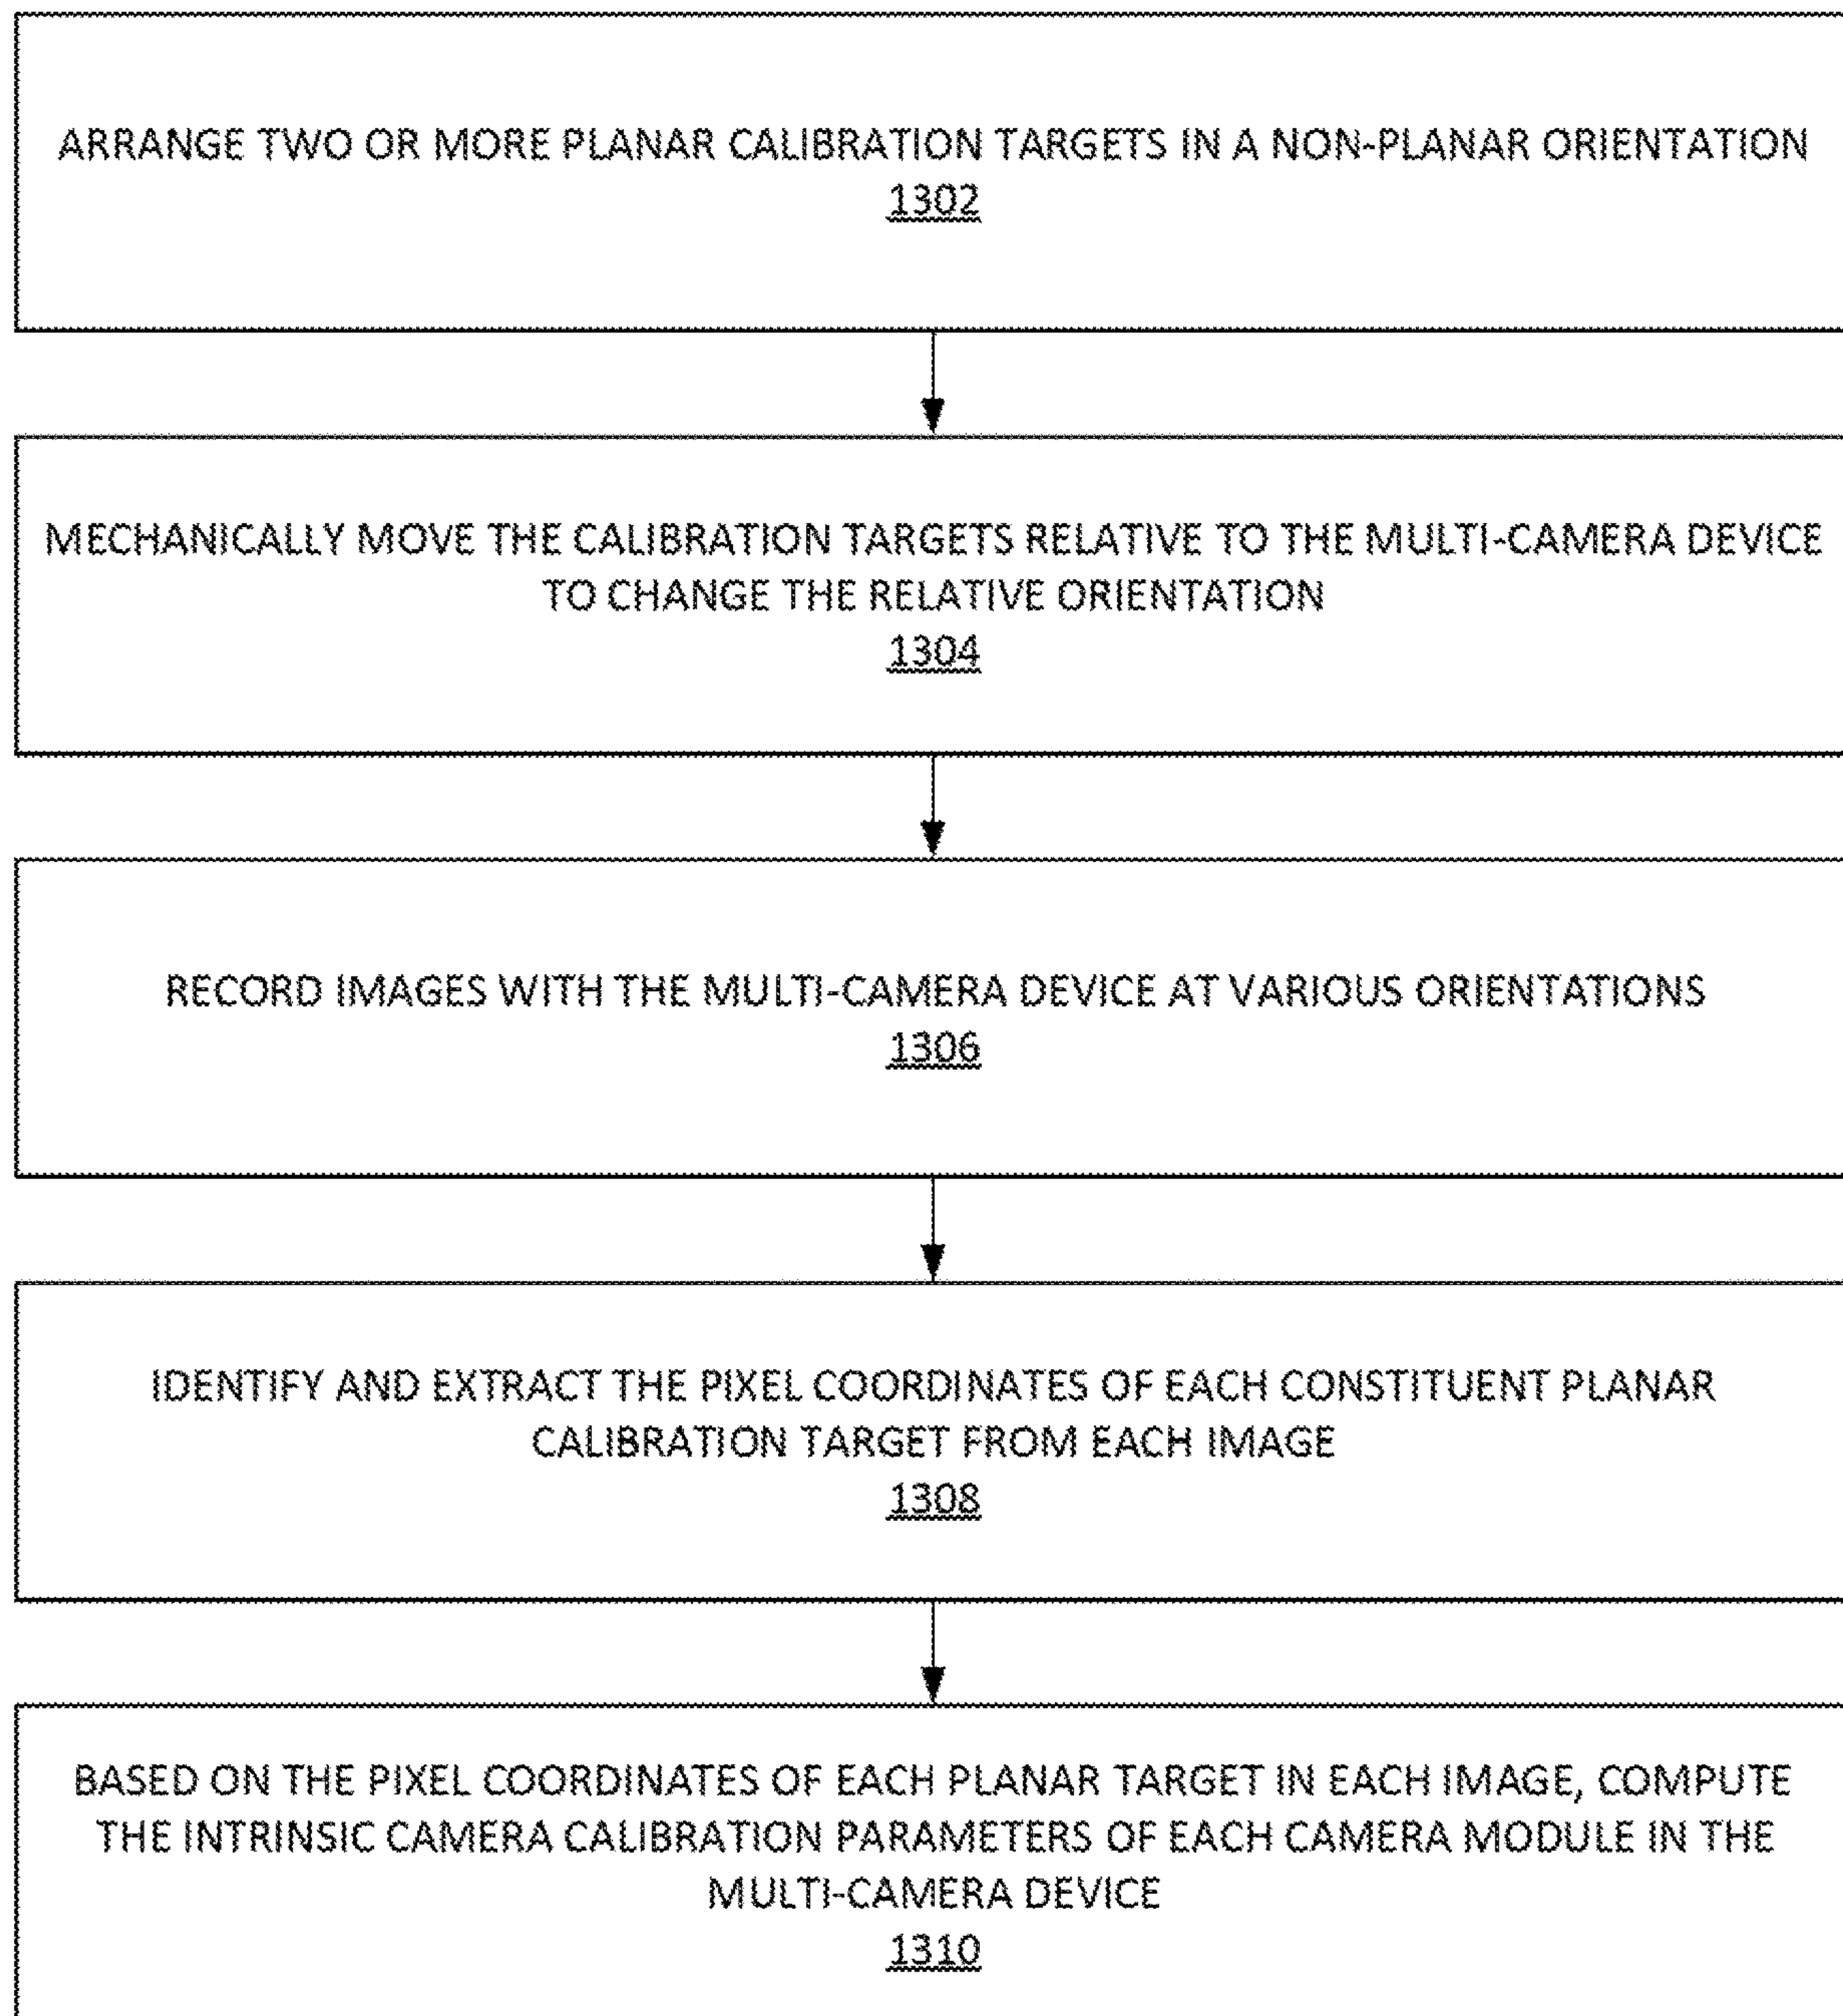 ARRANGE TWO OR MORE PLANAR CALIBRATION TARGETS IN A NON-PLANAR ORIENTATION
1302
MECHANICALLY MOVE THE CALIBRATION TARGETS RELATIVE TO THE MULTI-CAMERA DEVICE
TO CHANGE THE RELATIVE ORIENTATION
1304
RECORD IMAGES WITH THE MULTI-CAMERA DEVICE AT VARIOUS ORIENTATIONS
1306
IDENTIFY AND EXTRACT THE PIXEL COORDINATES OF EACH CONSTITUENT PLANAR
CALIBRATION TARGET FROM EACH IMAGE
1308
BASED ON THE PIXEL COORDINATES OF EACH PLANAR TARGET IN EACH IMAGE, COMPUTE
THE INTRINSIC CAMERA CALIBRATION PARAMETERS OF EACH CAMERA MODULE IN THE
MULTI-CAMERA DEVICE
1310